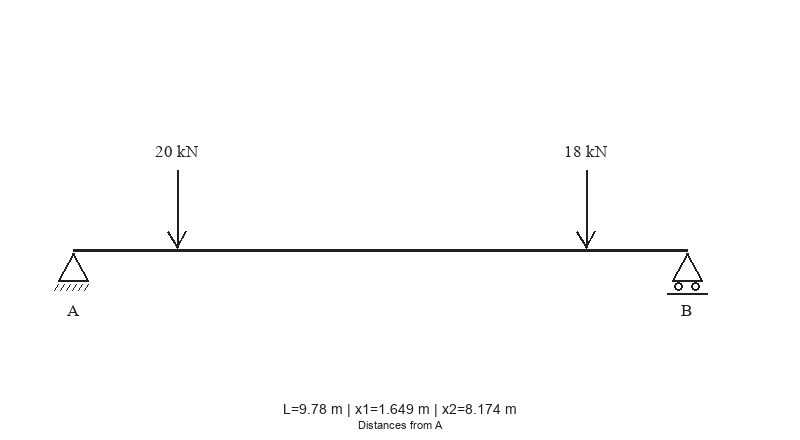 20 kN
18 kN
A
B
L=9.78 m | x1=1.649 m | x2=8.174 m
Distances from A